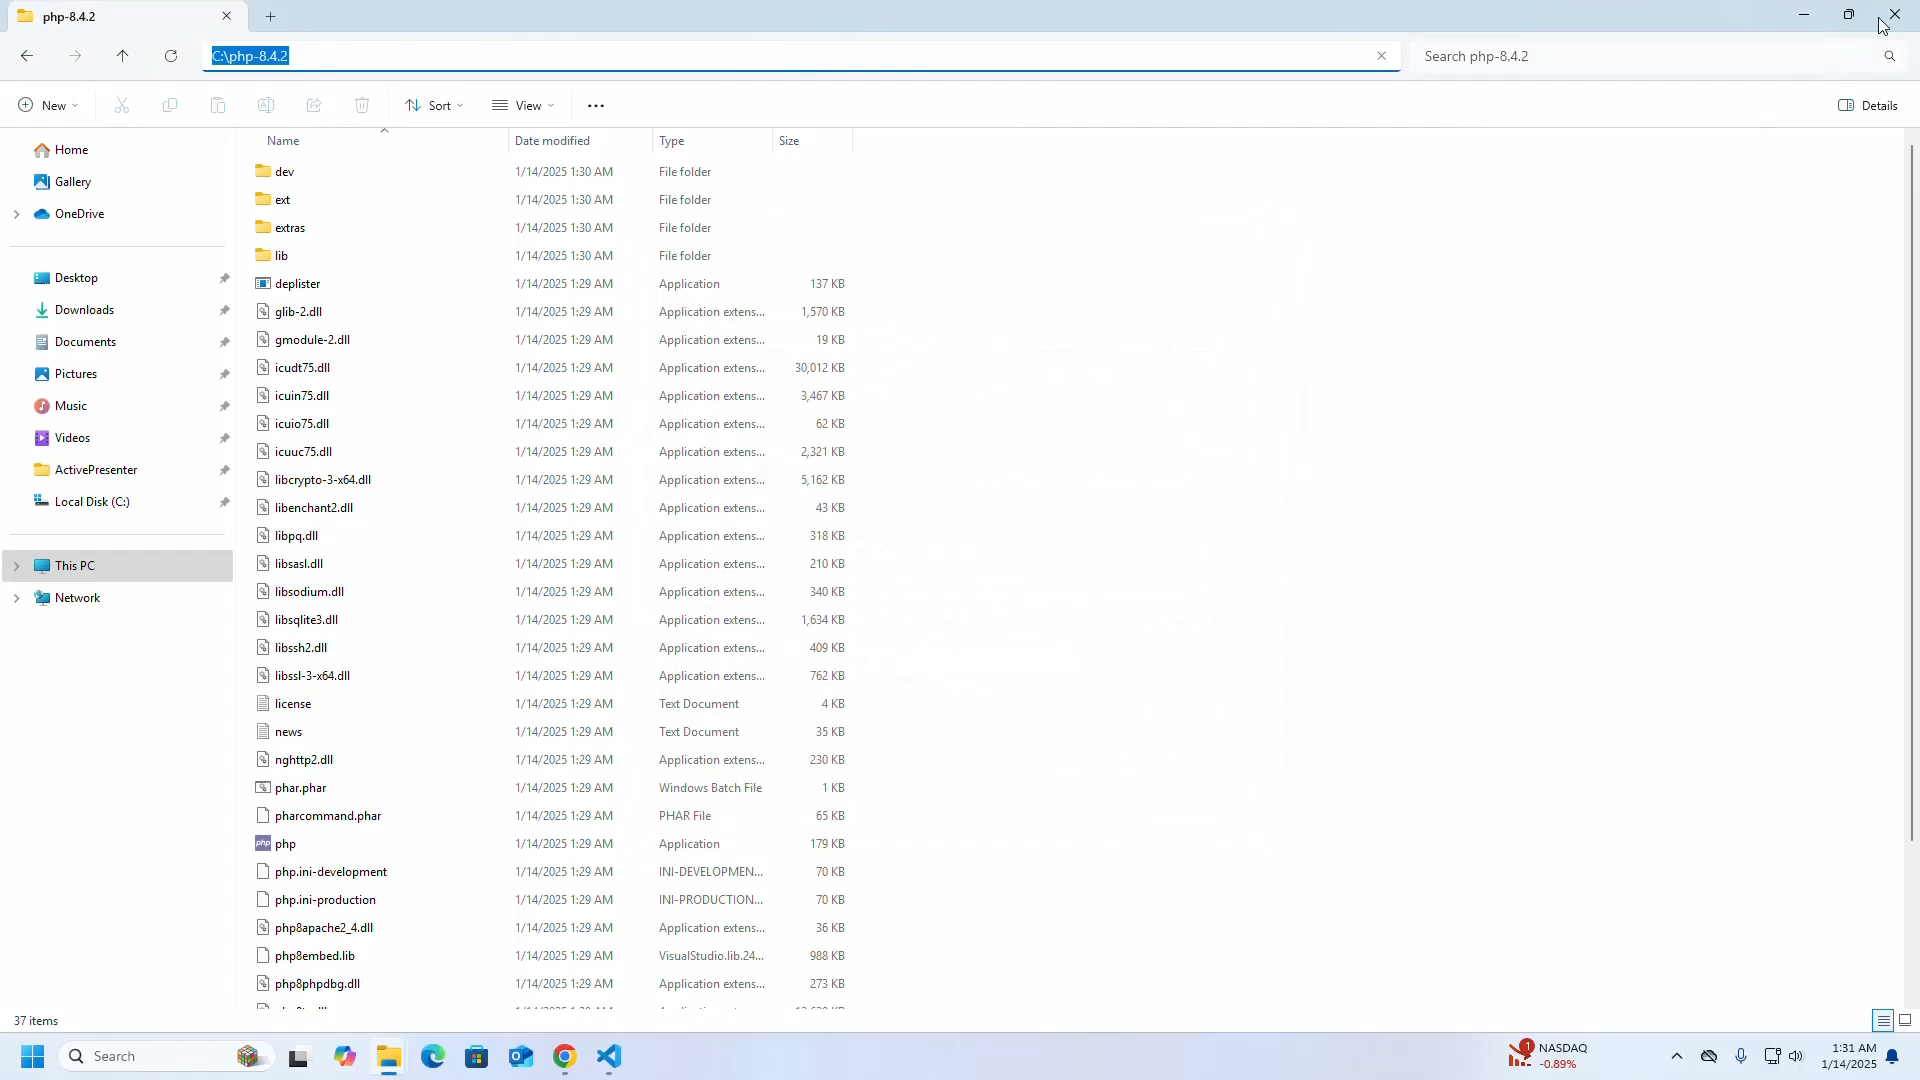 php-8.4.2
C:\php-8.4.2
Search php-8.4.2
New
Sort
View
Details
Home
Gallery
OneDrive
Desktop
Downloads
Documents
Pictures
Music
Videos
ActivePresenter
Local Disk (C:)
This PC
Network
Name Date modified Type Size
dev 1/14/2025 1:30 AM File folder
ext 1/14/2025 1:30 AM File folder
extras 1/14/2025 1:30 AM File folder
lib 1/14/2025 1:30 AM File folder
deplister 1/14/2025 1:29 AM Application 137 KB
glib-2.dll 1/14/2025 1:29 AM Application extens... 1,570 KB
gmodule-2.dll 1/14/2025 1:29 AM Application extens... 19 KB
icudt75.dll 1/14/2025 1:29 AM Application extens... 30,012 KB
icuin75.dll 1/14/2025 1:29 AM Application extens... 3,467 KB
icuio75.dll 1/14/2025 1:29 AM Application extens... 62 KB
icuuc75.dll 1/14/2025 1:29 AM Application extens... 2,321 KB
libcrypto-3-x64.dll 1/14/2025 1:29 AM Application extens... 5,162 KB
libenchant2.dll 1/14/2025 1:29 AM Application extens... 43 KB
libpq.dll 1/14/2025 1:29 AM Application extens... 318 KB
libsasl.dll 1/14/2025 1:29 AM Application extens... 210 KB
libsodium.dll 1/14/2025 1:29 AM Application extens... 340 KB
libsqlite3.dll 1/14/2025 1:29 AM Application extens... 1,634 KB
libssh2.dll 1/14/2025 1:29 AM Application extens... 409 KB
libssl-3-x64.dll 1/14/2025 1:29 AM Application extens... 762 KB
license 1/14/2025 1:29 AM Text Document 4 KB
news 1/14/2025 1:29 AM Text Document 35 KB
nghttp2.dll 1/14/2025 1:29 AM Application extens... 230 KB
phar.phar 1/14/2025 1:29 AM Windows Batch File 1 KB
pharcommand.phar 1/14/2025 1:29 AM PHAR File 65 KB
php php 1/14/2025 1:29 AM Application 179 KB
php.ini-development 1/14/2025 1:29 AM INI-DEVELOPMEN... 70 KB
php.ini-production 1/14/2025 1:29 AM INI-PRODUCTION... 70 KB
php8apache2_4.dll 1/14/2025 1:29 AM Application extens... 36 KB
php8embed.lib 1/14/2025 1:29 AM VisualStudio.lib.24... 988 KB
php8phpdbg.dll 1/14/2025 1:29 AM Application extens... 273 KB
37 items
Search
1
NASDAQ
-0.89%
1:31 AM
1/14/2025